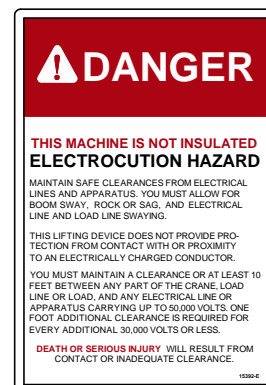 DANGER
THIS MACHINE IS NOT INSULATED
ELECTROCUTION HAZARD
MAINTAIN SAFE CLEARANCES FROM ELECTRICAL
LINES AND APPARATUS. YOU MUST ALLOW FOR
BOOM SWAY, ROCK OR SAG, AND ELECTRICAL
LINE AND LOAD LINE SWAYING.
THIS LIFTING DEVICE DOES NOT PROVIDE PRO-
TECTION FROM CONTACT WITH OR PROXIMITY
TO AN ELECTRICALLY CHARGED CONDUCTOR.
YOU MUST MAINTAIN A CLEARANCE OR AT LEAST 10
FEET BETWEEN ANY PART OF THE CRANE, LOAD
LINE OR LOAD, AND ANY ELECTRICAL LINE OR
APPARATUS CARRYING UP TO 50,000 VOLTS. ONE
FOOT ADDITIONAL CLEARANCE IS REQUIRED FOR
EVERY ADDITIONAL 30,000 VOLTS OR LESS.
DEATH OR SERIOUS INJURY WILL RESULT FROM
CONTACT OR INADEQUATE CLEARANCE.
15392-E